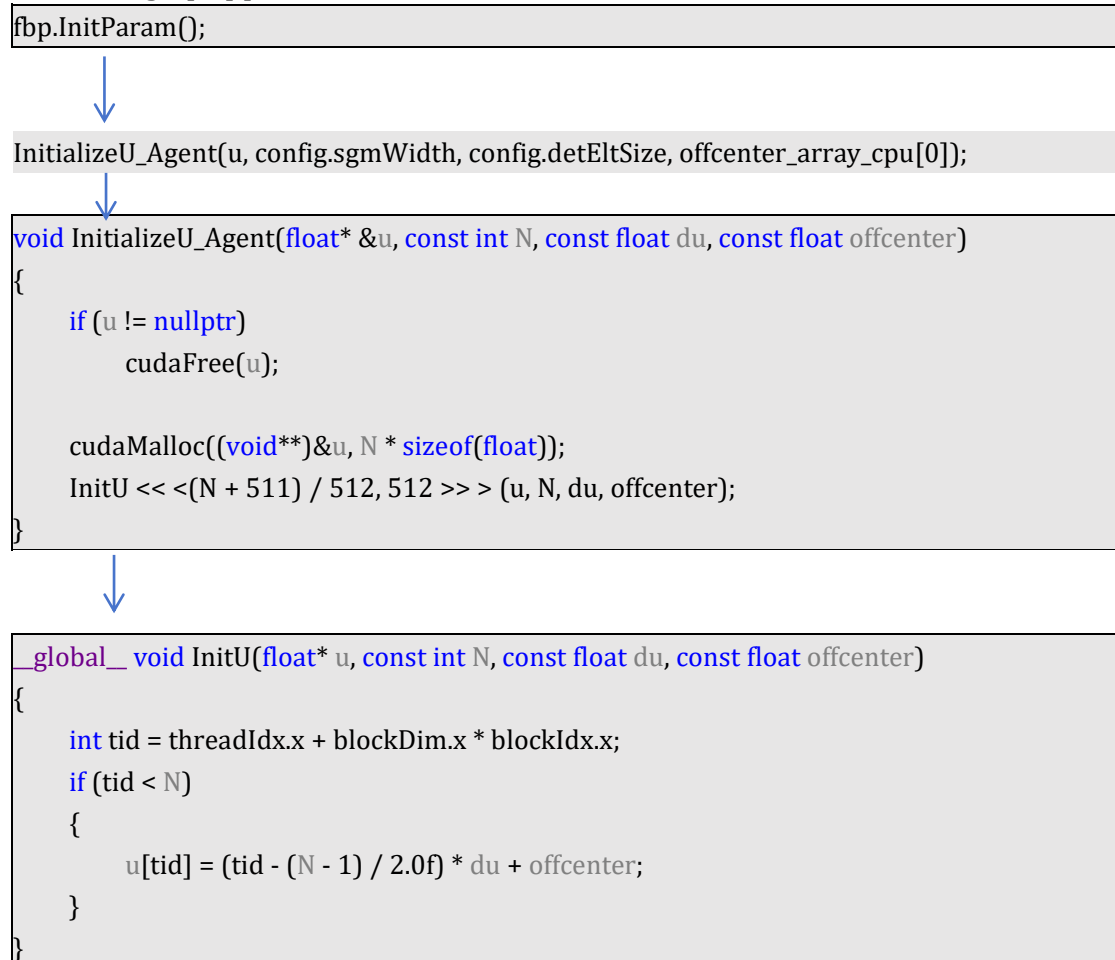 fbp.InitParam();
InitializeU_Agent(u, config.sgmWidth, config.detEltSize, offcenter_array_cpu[0]);
void InitializeU_Agent(float* &u, const int N, const float du, const float offcenter)
{
if (u != nullptr)
cudaFree(u);
cudaMalloc((void**)&u, N * sizeof(float));
InitU << <(N + 511) / 512, 512 >> > (u, N, du, offcenter);
}
__global__ void InitU(float* u, const int N, const float du, const float offcenter)
{
int tid = threadIdx.x + blockDim.x * blockIdx.x;
if (tid < N)
{
u[tid] = (tid - (N - 1) / 2.0f) * du + offcenter;
}
}